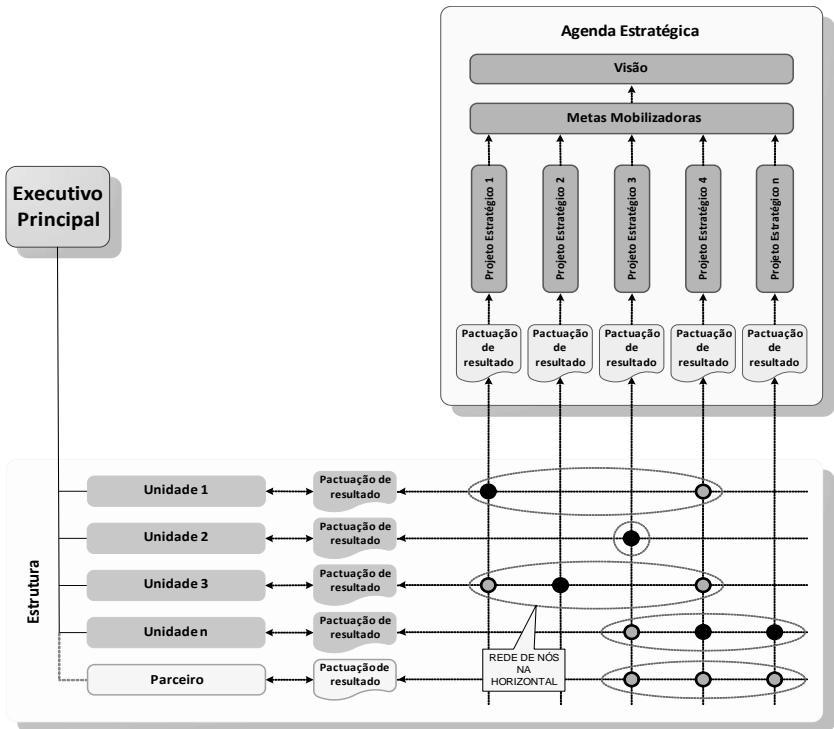 Agenda Estratégica
Visão
Metas Mobilizadoras
Executivo
Principal
Projeto Estratégico 1
Projeto Estratégico 2
Projeto Estratégico 3
Projeto Estratégico 4
Projeto Estratégico n
Pactuação
de
resultado
Pactuação
de
resultado
Pactuação
de
resultado
Pactuação
de
resultado
Pactuação
de
resultado
Estrutura
Unidade 1
Pactuação de
resultado
Unidade 2
Pactuação de
resultado
Unidade 3
Pactuação de
resultado
Unidade n
Pactuação de
resultado
Parceiro
Pactuação de
resultado
REDE DE NÓS
NA
HORIZONTAL